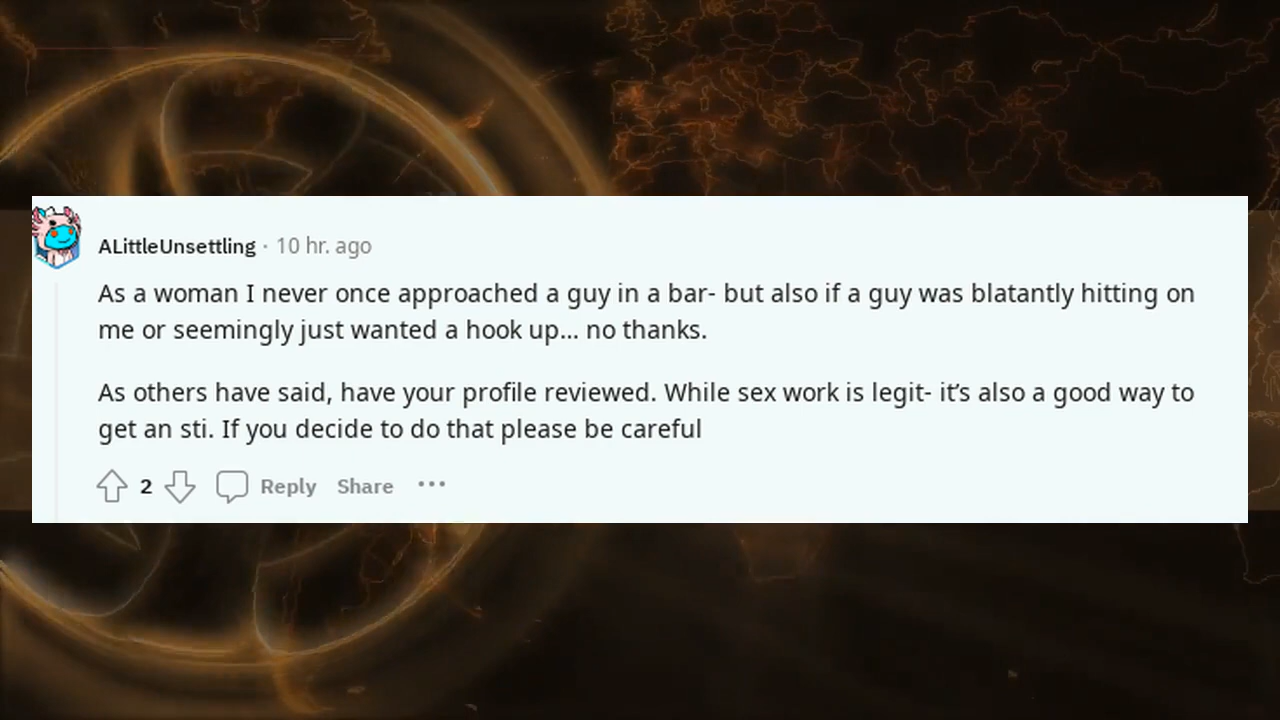 ALittleUnsettling · 10 hr. ago
As a woman I never once approached a guy in a bar- but also if a guy was blatantly hitting on
me or seemingly just wanted a hook up... no thanks.
As others have said, have your profile reviewed. While sex work is legit- it’s also a good way to
get an sti. If you decide to do that please be careful
2 Reply Share ···